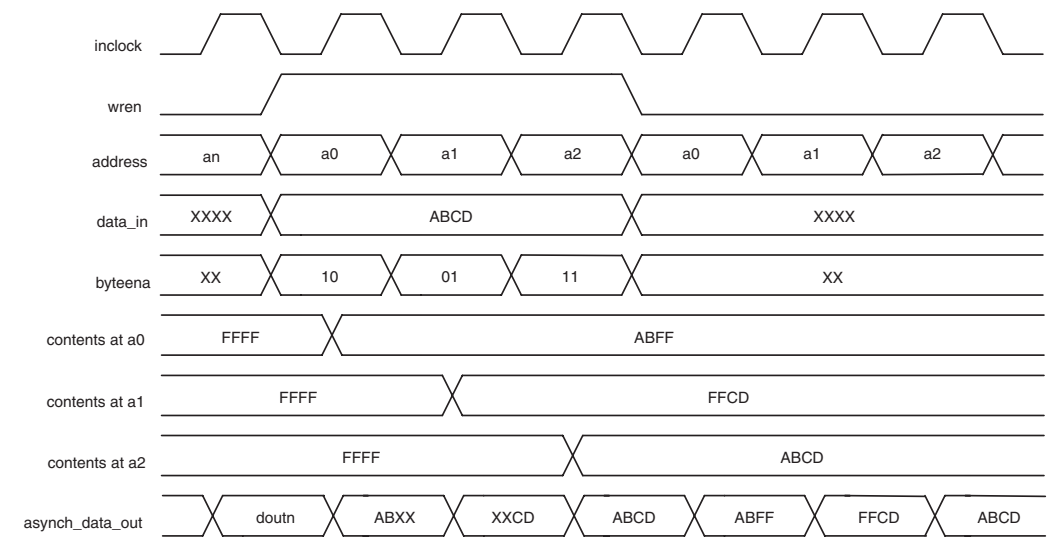 inclock
wren
address an a0 a1 a2 a0 a1 a2
data_in XXXX ABCD XXXX
byteena XX 10 01 11 XX
contents at a0 FFFF ABFF
contents at a1 FFFF FFCD
contents at a2 FFFF ABCD
asynch_data_out doutn ABXX XXCD ABCD ABFF FFCD ABCD